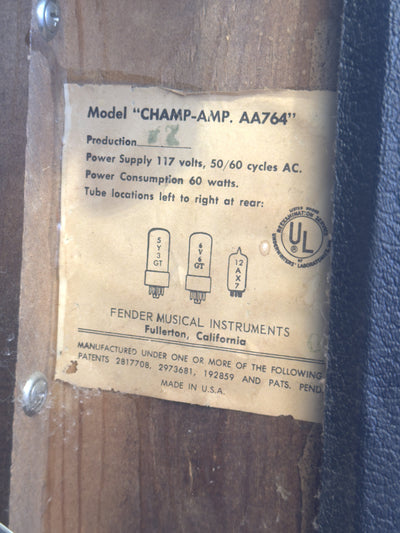 Model "CHAMP-AMP. AA764"
Production
Power Supply 117 volts, 50/60 cycles AC.
Power Consumption 60 watts.
Tube locations left to right at rear:
5Y3GT
6V6GT
12AX7
UL
FENDER MUSICAL INSTRUMENTS
Fullerton, California
MANUFACTURED UNDER ONE OR MORE OF THE FOLLOWING
PATENTS 2817708, 2973681, 192859 AND PATS. PEND.
MADE IN U.S.A.